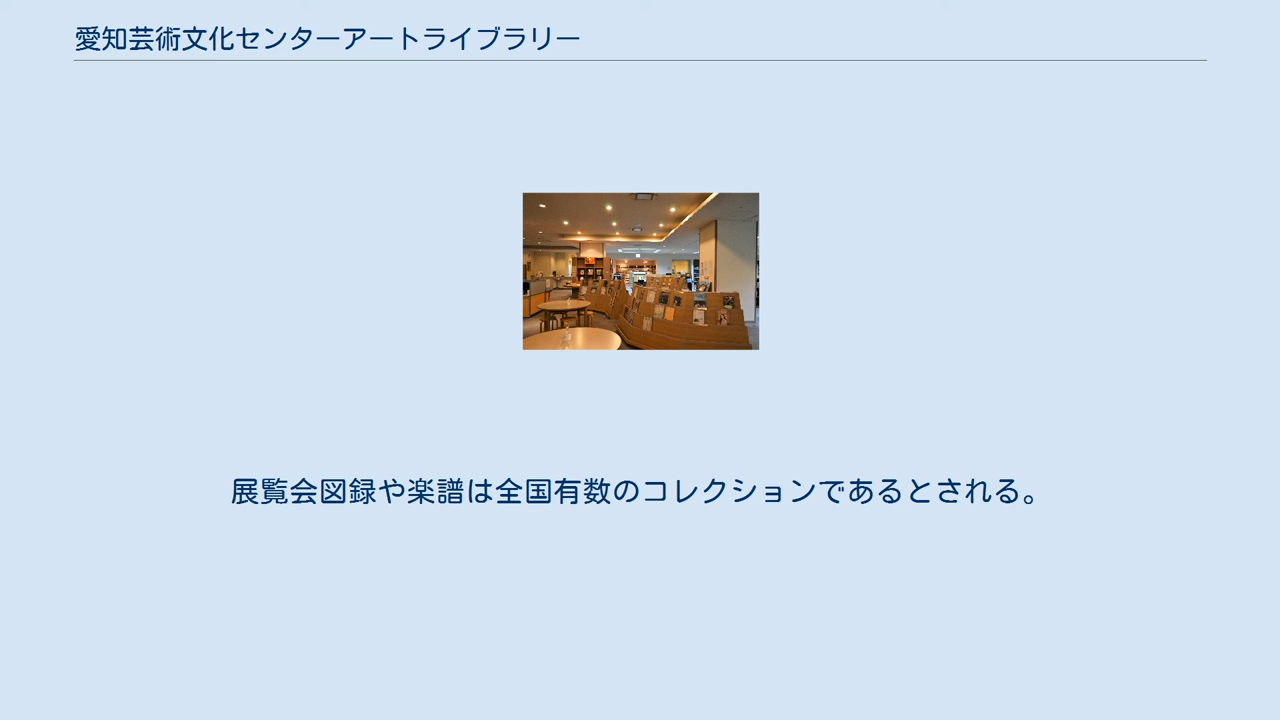 愛知芸術文化センターアートライブラリー
展覧会図録や楽譜は全国有数のコレクションであるとされる。